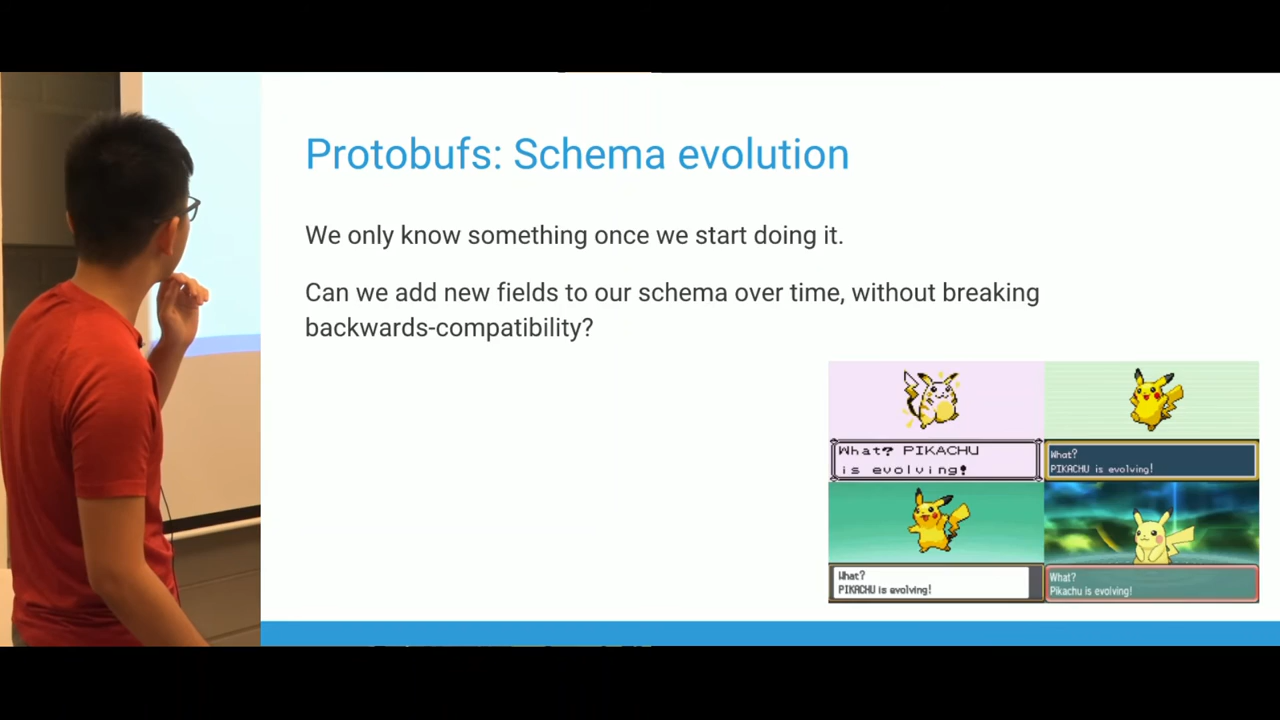 Protobufs: Schema evolution
We only know something once we start doing it.
Can we add new fields to our schema over time, without breaking
backwards-compatibility?
What? PIKACHU
is evolving!
What?
PIKACHU is evolving!
What?
PIKACHU is evolving!
What?
Pikachu is evolving!